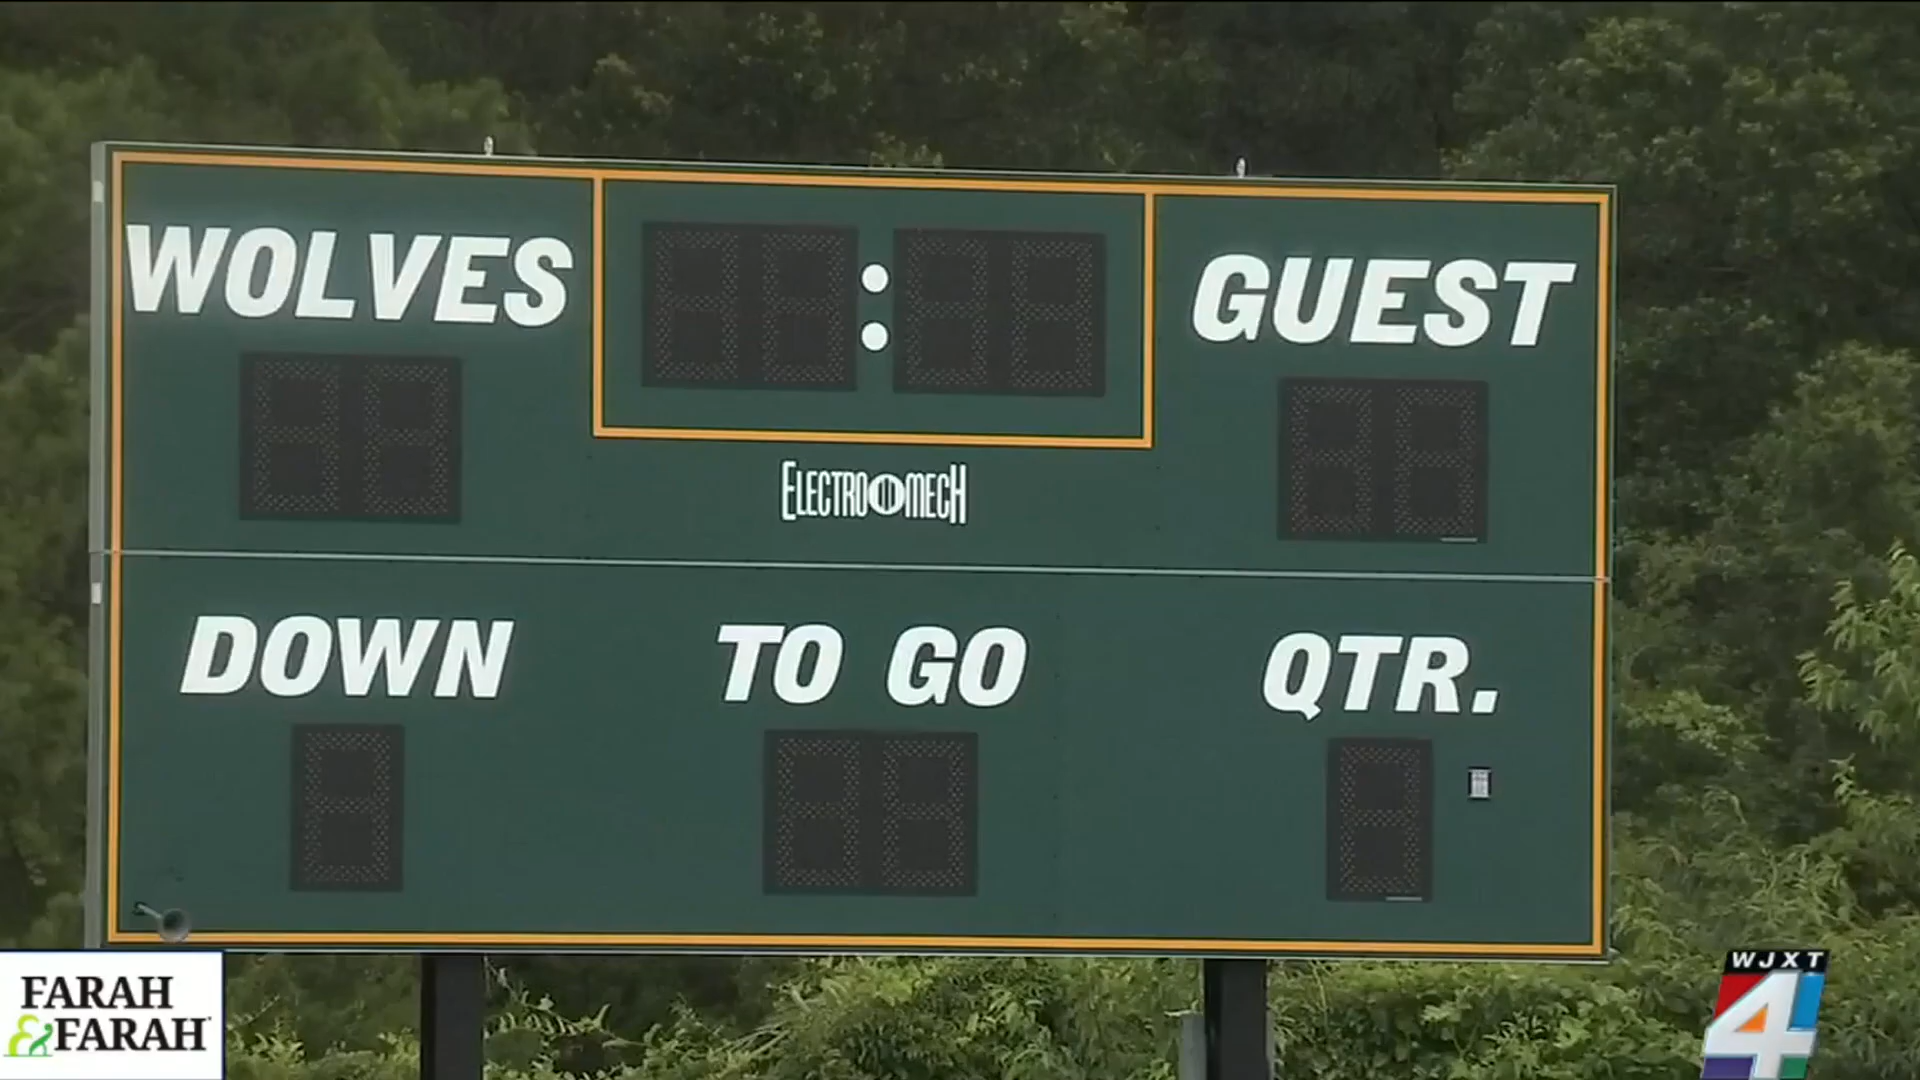 WOLVES
:
GUEST
ELECTRO MECH
DOWN
TO GO
QTR.
FARAH
&FARAH
WJXT
4